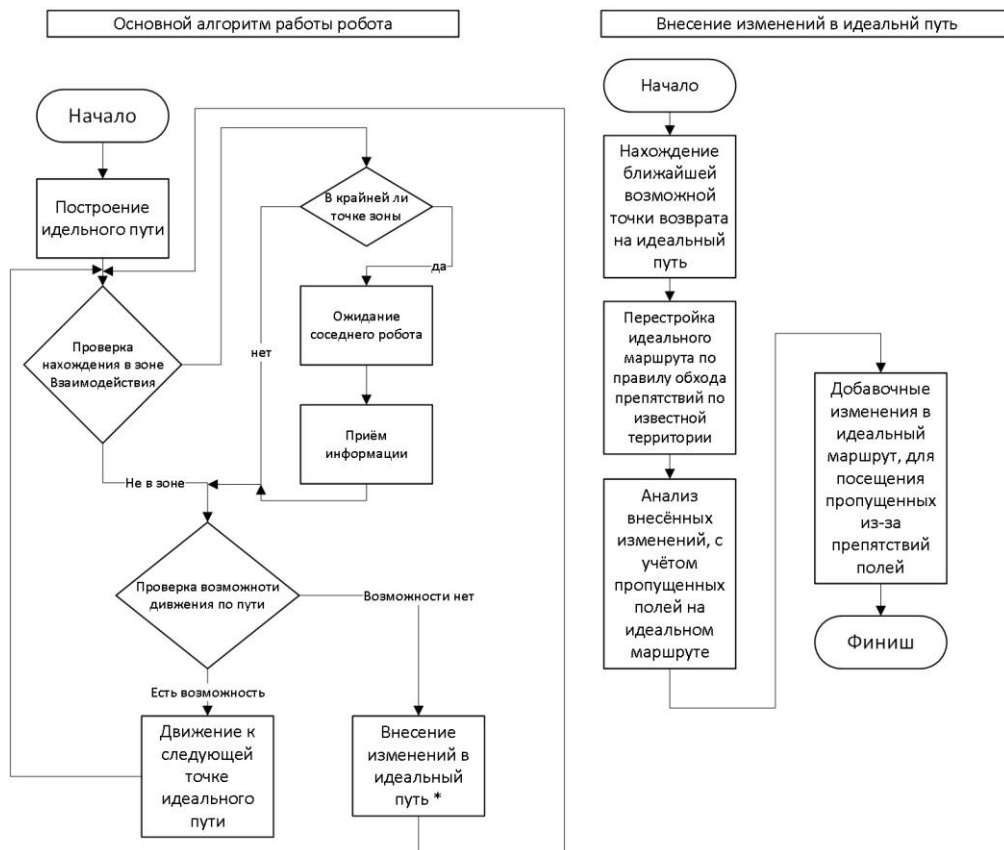 Основной алгоритм работы робота
Начало
Построение
идельного пути
Проверка
нахождения в зоне
Взаимодействия
В крайней ли
точке зоны
да
Ожидание
соседнего робота
нет
Приём
информации
Не в зоне
Проверка возможноти
дивжения по пути
Возможности нет
Есть возможность
Движение к
следующей
точке
идеального
пути
Внесение
изменений в
идеальный
путь *
Внесение изменений в идеальнй путь
Начало
Нахождение
ближайшей
возможной
точки возврата
на идеальный
путь
Перестройка
идеального
маршрута по
правилу обхода
препятствий по
известной
территории
Анализ
внесённых
изменений, с
учётом
пропущенных
полей на
идеальном
маршруте
Добавочные
изменения в
идеальный
маршрут, для
посещения
пропущенных
из-за
препятствий
полей
Финиш